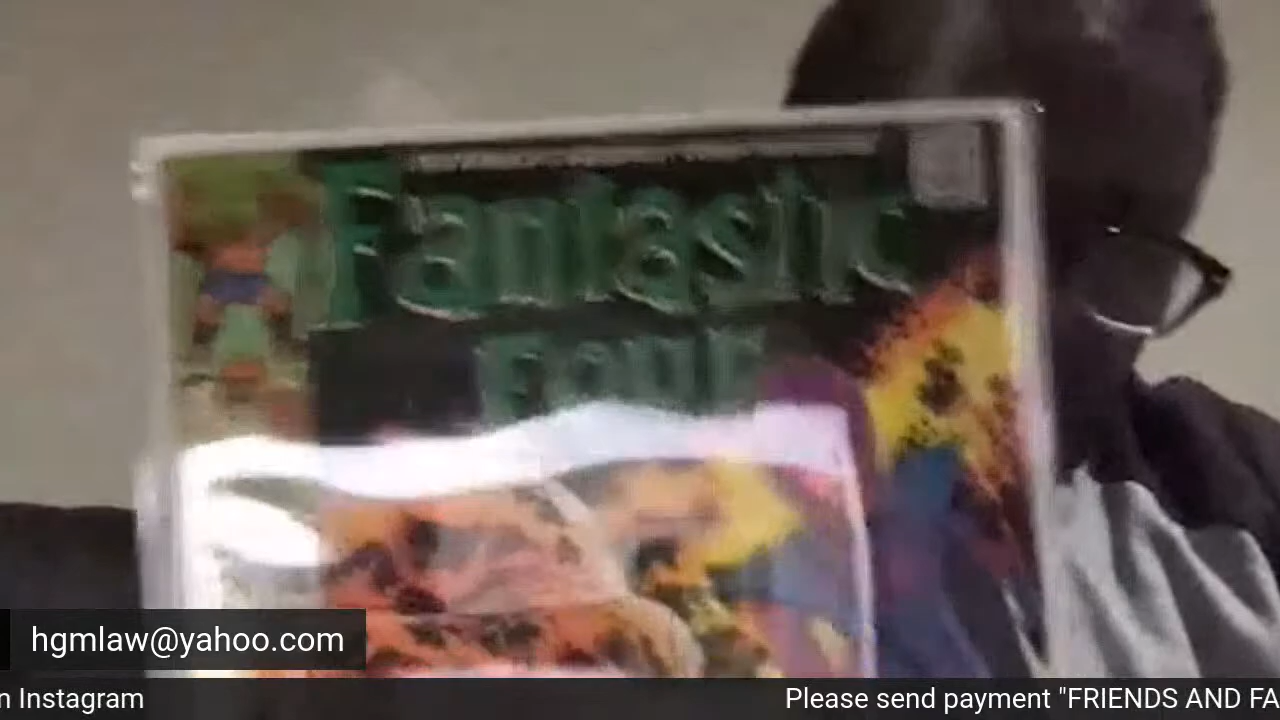 Fantastic
Four
hgmlaw@yahoo.com
n Instagram
Please send payment "FRIENDS AND FA